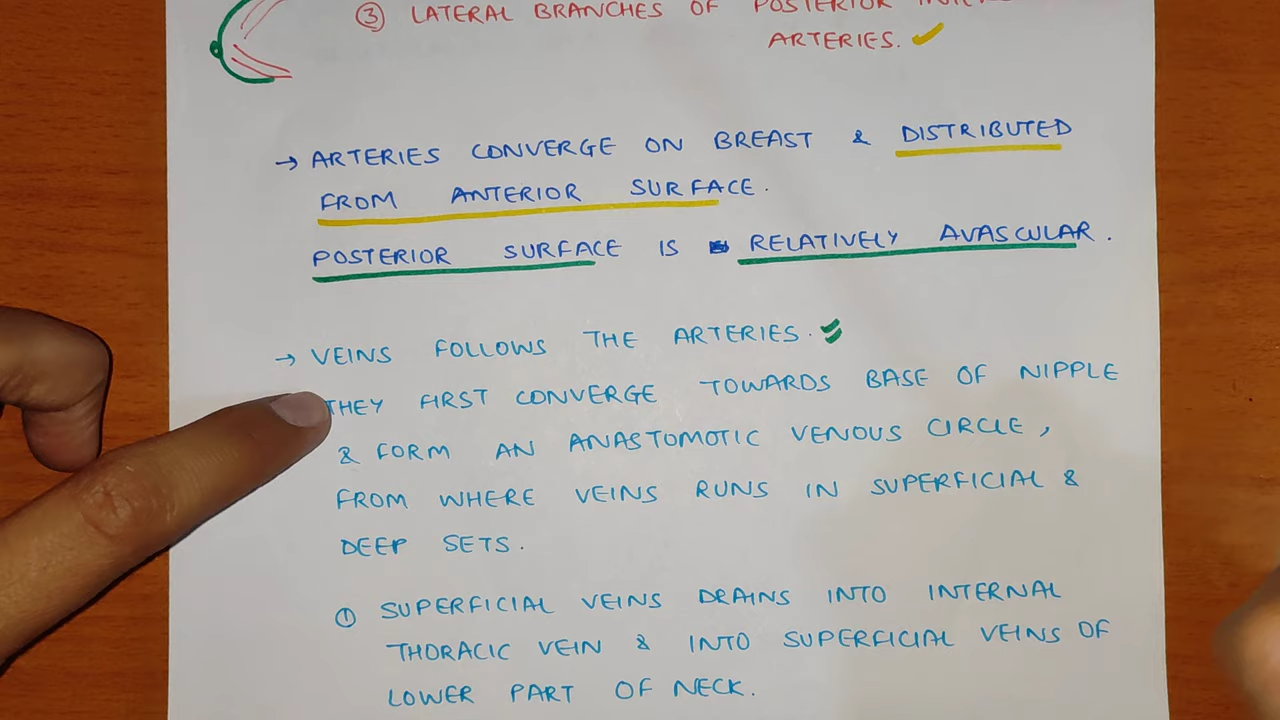 ③ LATERAL BRANCHES OF POSTERIOR
ARTERIES.
→ ARTERIES CONVERGE ON BREAST & DISTRIBUTED
FROM ANTERIOR SURFACE.
POSTERIOR SURFACE IS RELATIVELY AVASCULAR.
→ VEINS FOLLOWS THE ARTERIES.
THEY FIRST CONVERGE TOWARDS BASE OF NIPPLE
& FORM AN ANASTOMOTIC VENOUS CIRCLE,
FROM WHERE VEINS RUNS IN SUPERFICIAL &
DEEP SETS.
① SUPERFICIAL VEINS DRAINS INTO INTERNAL
THORACIC VEIN & INTO SUPERFICIAL VEINS OF
LOWER PART OF NECK.